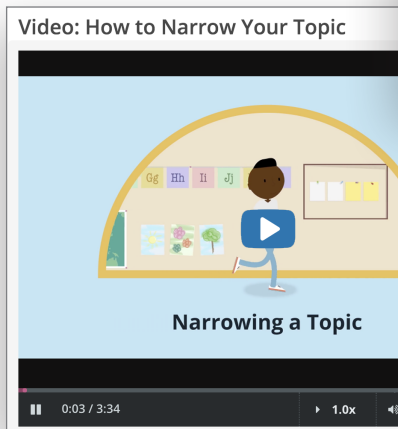 Video: How to Narrow Your Topic
Gg Hh Ii Jj
Narrowing a Topic
0:03 / 3:34 1.0x